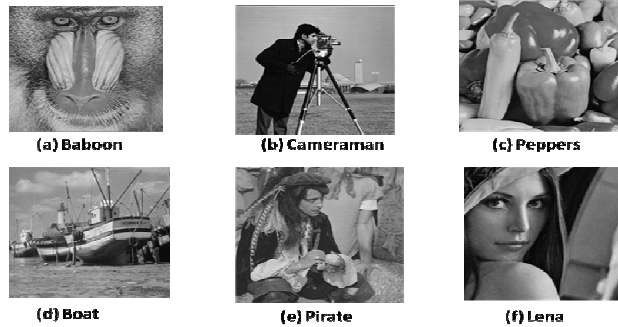 (a) Baboon
(b) Cameraman
(c) Peppers
(d) Boat
(e) Pirate
(f) Lena